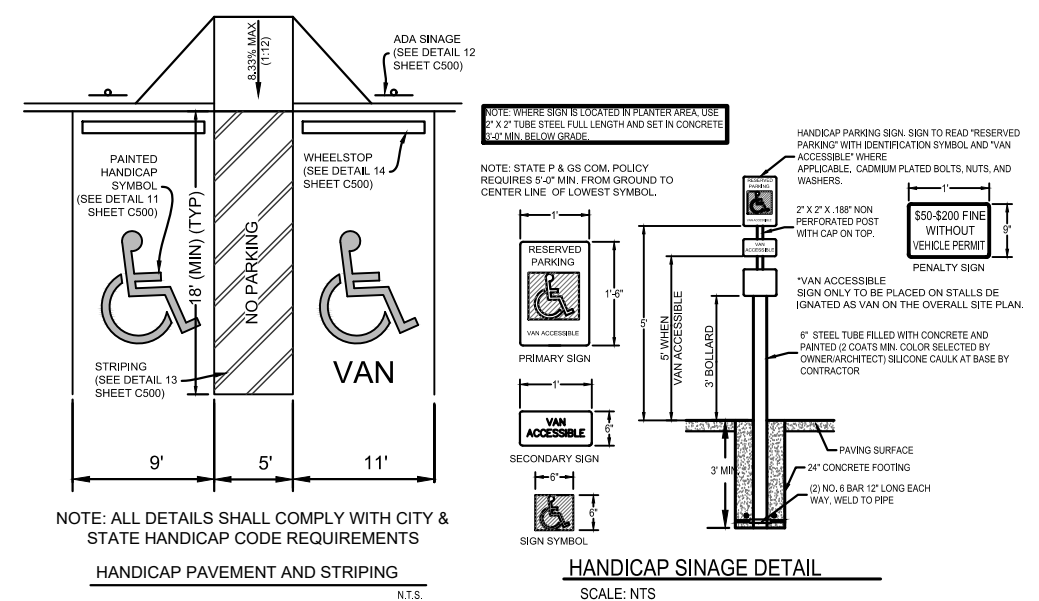 8.33% MAX
(1:12)
ADA SINAGE
(SEE DETAIL 12
SHEET C500)
PAINTED
HANDICAP
SYMBOL
(SEE DETAIL 11
SHEET C500)
18' (MIN) (TYP)
NO PARKING
WHEELSTOP
(SEE DETAIL 14
SHEET C500)
STRIPING
(SEE DETAIL 13
SHEET C500)
VAN
9'
5'
11'
NOTE: ALL DETAILS SHALL COMPLY WITH CITY &
STATE HANDICAP CODE REQUIREMENTS
HANDICAP PAVEMENT AND STRIPING
N.T.S.
NOTE: WHERE SIGN IS LOCATED IN PLANTER AREA, USE
2" X 2" TUBE STEEL FULL LENGTH AND SET IN CONCRETE
3'-0" MIN. BELOW GRADE.
NOTE: STATE P & GS COM. POLICY
REQUIRES 5'-0" MIN. FROM GROUND TO
CENTER LINE OF LOWEST SYMBOL.
1'
RESERVED
PARKING
VAN ACCESSIBLE
1'-6"
PRIMARY SIGN
1'
VAN
ACCESSIBLE
6"
SECONDARY SIGN
6"
6"
SIGN SYMBOL
HANDICAP PARKING SIGN. SIGN TO READ "RESERVED
PARKING" WITH IDENTIFICATION SYMBOL AND "VAN
ACCESSIBLE" WHERE
APPLICABLE, CADMIUM PLATED BOLTS, NUTS, AND
WASHERS.
RESERVED
PARKING
VAN ACCESSIBLE
VAN
ACCESSIBLE
2" X 2" X .188" NON
PERFORATED POST
WITH CAP ON TOP.
1'
$50-$200 FINE
WITHOUT
VEHICLE PERMIT
9"
PENALTY SIGN
*VAN ACCESSIBLE
SIGN ONLY TO BE PLACED ON STALLS DE
IGNATED AS VAN ON THE OVERALL SITE PLAN.
5'
5' WHEN
VAN ACCESSIBLE
3' BOLLARD
6" STEEL TUBE FILLED WITH CONCRETE AND
PAINTED (2 COATS MIN. COLOR SELECTED BY
OWNER/ARCHITECT) SILICONE CAULK AT BASE BY
CONTRACTOR
PAVING SURFACE
3' MIN.
24" CONCRETE FOOTING
(2) NO. 6 BAR 12" LONG EACH
WAY, WELD TO PIPE
HANDICAP SINAGE DETAIL
SCALE: NTS